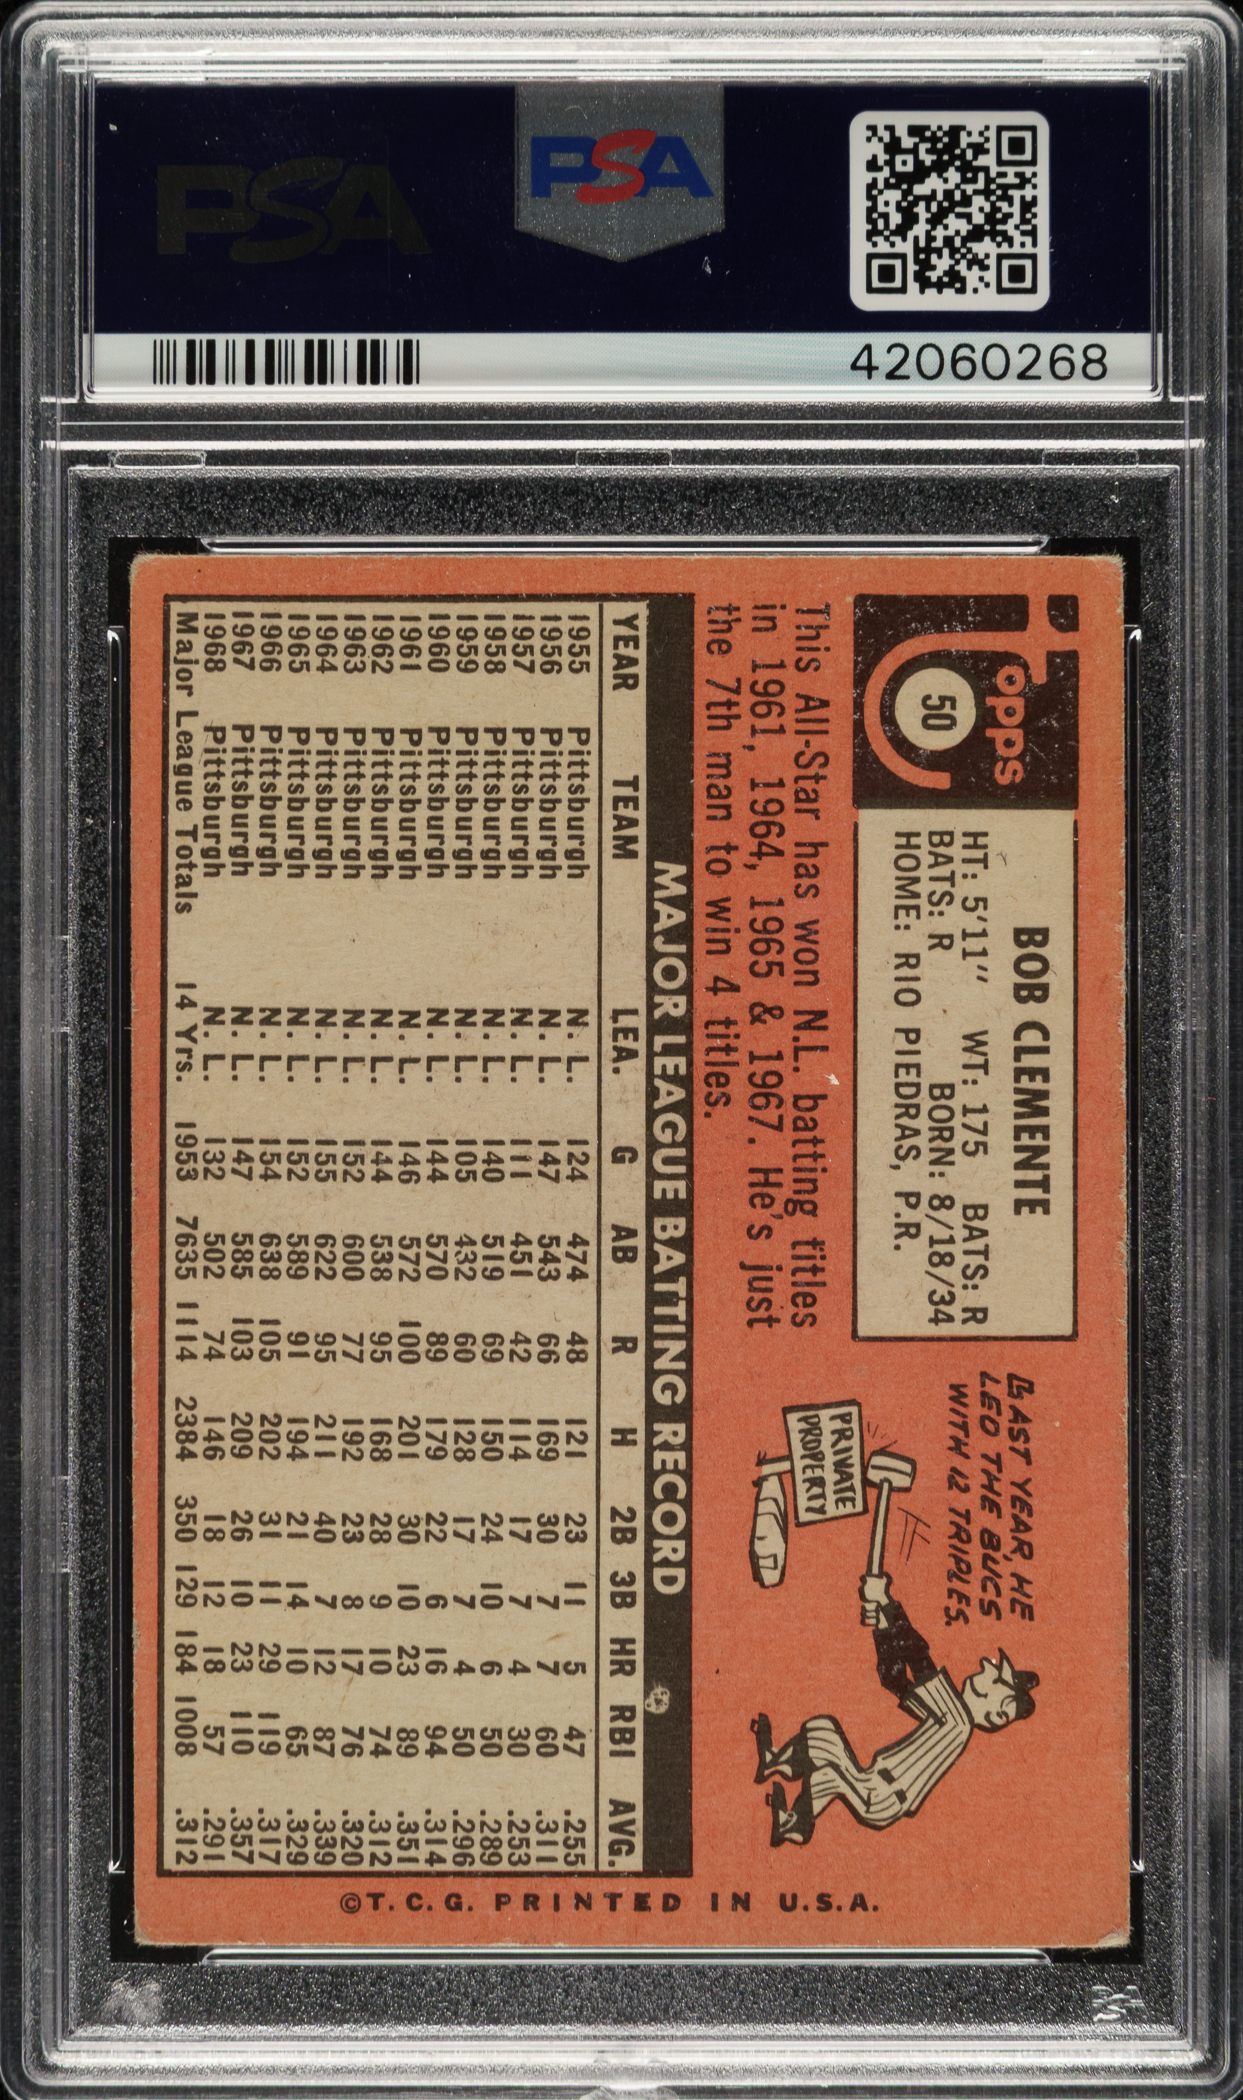 PSA
PSA
42060268
Topps
50
BOB CLEMENTE
HT: 5'11" WT: 175 BATS: R
BATS: R BORN: 8/18/34
HOME: RIO PIEDRAS, P.R.
LAST YEAR, HE
LED THE BUCS
WITH 12 TRIPLES.
PRIVATE
PROPERTY
This All-Star has won N.L. batting titles
in 1961, 1964, 1965 & 1967. He's just
the 7th man to win 4 titles.
MAJOR LEAGUE BATTING RECORD
YEAR TEAM LEA. G AB R H 2B 3B HR RBI AVG.
1955 Pittsburgh N. L. 124 474 48 121 23 11 5 47 .255
1956 Pittsburgh N. L. 147 543 66 169 30 7 7 60 .311
1957 Pittsburgh N. L. 111 451 42 114 17 7 4 30 .253
1958 Pittsburgh N. L. 140 519 69 150 24 10 6 50 .289
1959 Pittsburgh N. L. 105 432 60 128 17 7 4 50 .296
1960 Pittsburgh N. L. 144 570 89 179 22 6 16 94 .314
1961 Pittsburgh N. L. 146 572 100 201 30 10 23 89 .351
1962 Pittsburgh N. L. 144 538 95 168 28 9 10 74 .312
1963 Pittsburgh N. L. 152 600 77 192 23 8 17 76 .320
1964 Pittsburgh N. L. 155 622 95 211 40 7 12 87 .339
1965 Pittsburgh N. L. 152 589 91 194 21 14 10 65 .329
1966 Pittsburgh N. L. 154 638 105 202 31 11 29 119 .317
1967 Pittsburgh N. L. 147 585 103 209 26 10 23 110 .357
1968 Pittsburgh N. L. 132 502 74 146 18 12 18 57 .291
Major League Totals 14 Yrs. 1953 7635 1114 2384 350 129 184 1008 .312
©T. C. G. PRINTED IN U.S.A.